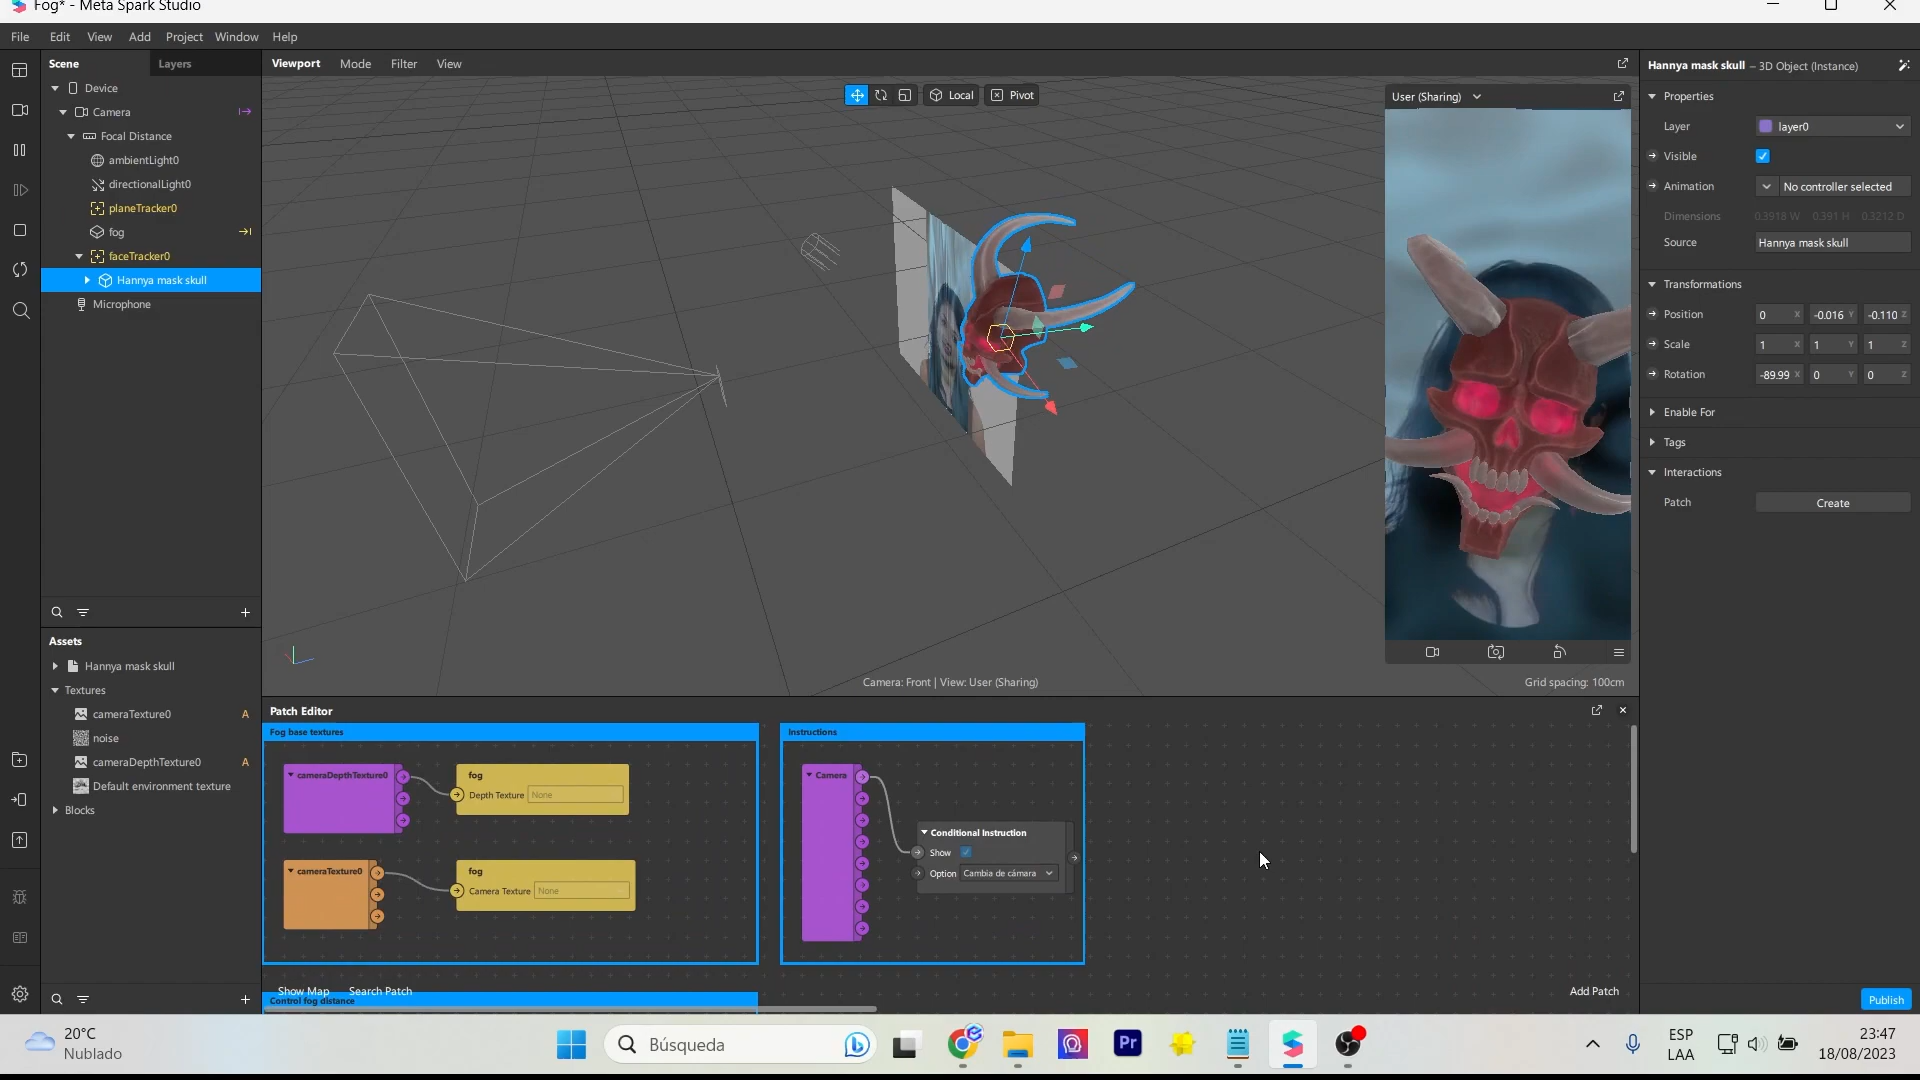 Fog* - Meta Spark Studio
File Edit View Add Project Window Help
Scene Layers
Device
Camera
Focal Distance
ambientLight0
directionalLight0
planeTracker0
fog
faceTracker0
Hannya mask skull
Microphone
Assets
Hannya mask skull
Textures
cameraTexture0 A
noise
cameraDepthTexture0 A
Default environment texture
Blocks
Viewport Mode Filter View
Local Pivot
User (Sharing)
Camera: Front | View: User (Sharing)
Grid spacing: 100cm
Patch Editor
Fog base textures
cameraDepthTexture0
fog
Depth Texture None
cameraTexture0
fog
Camera Texture None
Instructions
Camera
Conditional Instruction
Show
Option Cambia de cámara
Show Map Search Patch
Control fog distance
Add Patch
Hannya mask skull – 3D Object (Instance)
Properties
Layer layer0
Visible
Animation No controller selected
Dimensions 0.3918 W 0.391 H 0.3212 D
Source Hannya mask skull
Transformations
Position 0 X -0.016 Y -0.110 Z
Scale 1 X 1 Y 1 Z
Rotation -89.99 X 0 Y 0 Z
Enable For
Tags
Interactions
Patch Create
Publish
20°C
Nublado
Búsqueda
Pr
ESP
LAA
23:47
18/08/2023